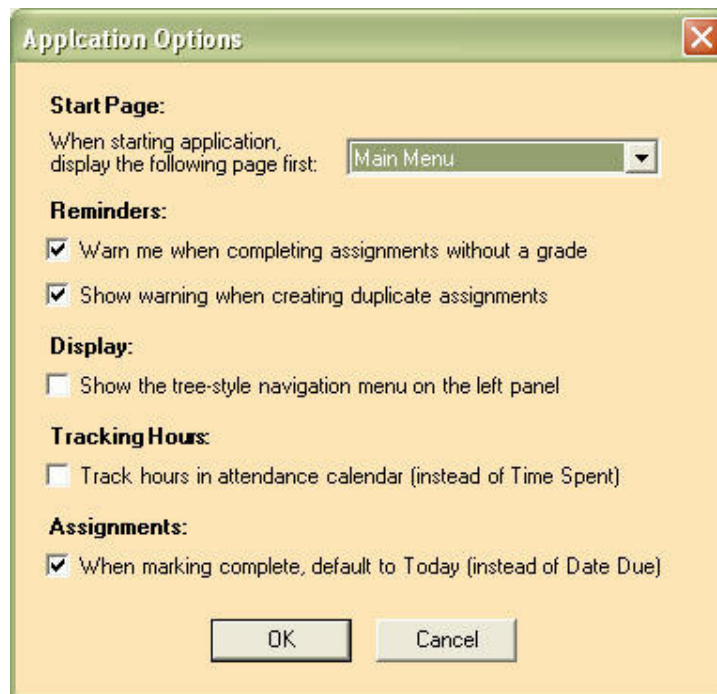 Applcation Options
Start Page:
When starting application,
display the following page first:
Main Menu
Reminders:
Warn me when completing assignments without a grade
Show warning when creating duplicate assignments
Display:
Show the tree-style navigation menu on the left panel
Tracking Hours:
Track hours in attendance calendar (instead of Time Spent)
Assignments:
When marking complete, default to Today (instead of Date Due)
OK
Cancel